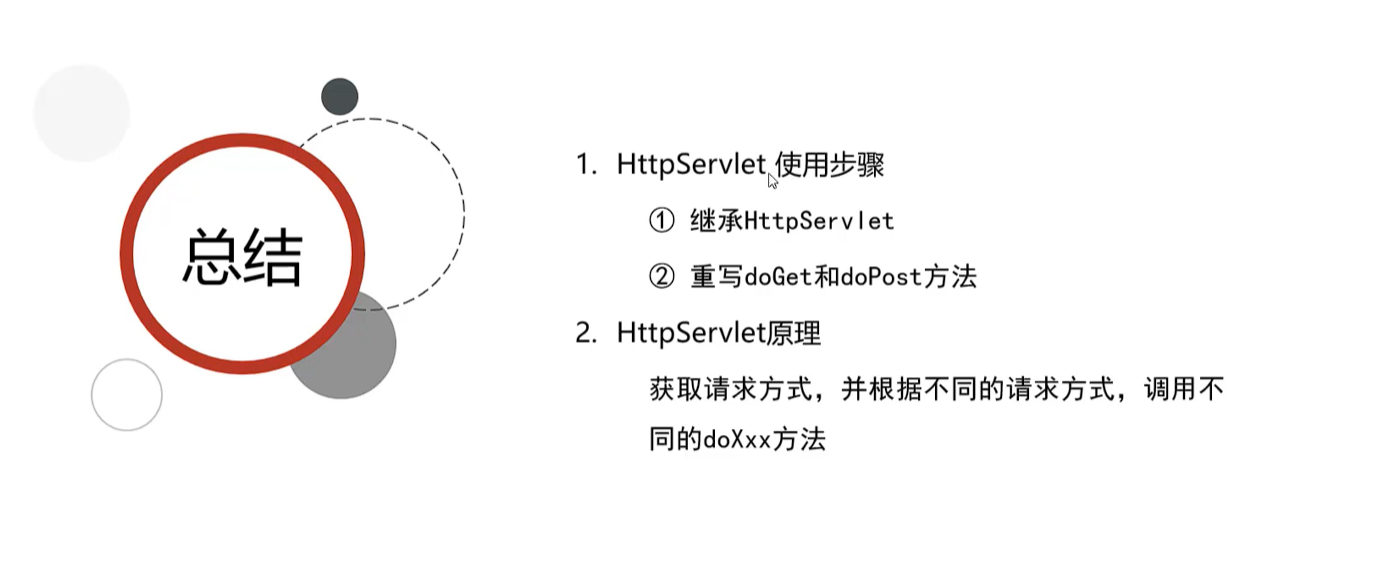 总结
1. HttpServlet 使用步骤
① 继承HttpServlet
② 重写doGet和doPost方法
2. HttpServlet原理
获取请求方式，并根据不同的请求方式，调用不
同的doXxx方法